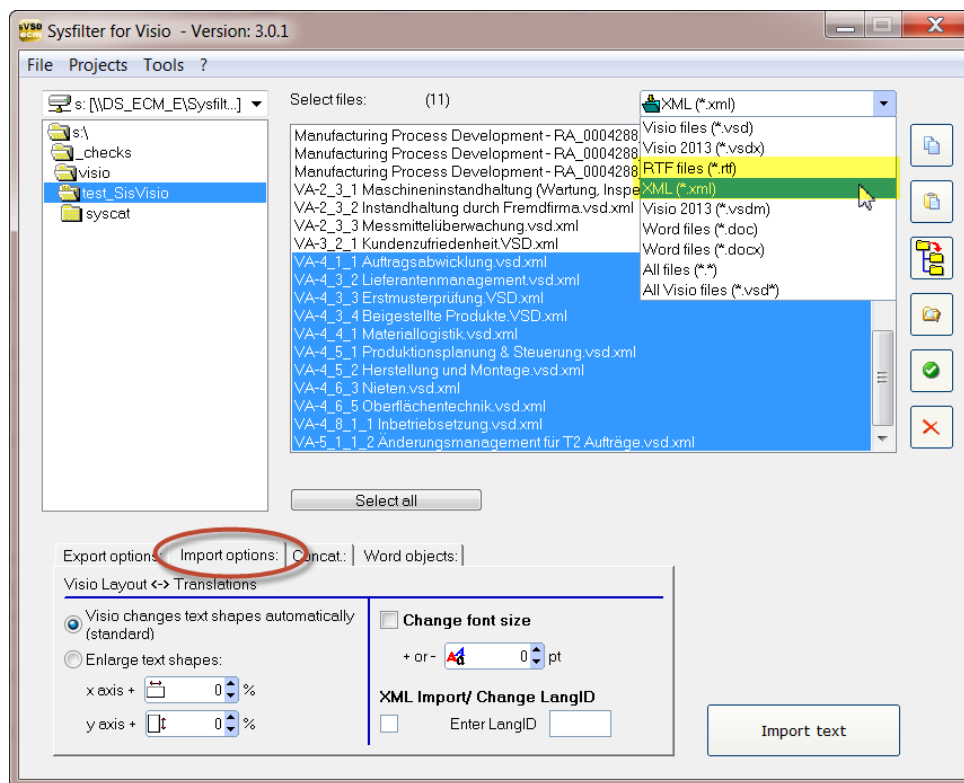 sVSD ecm Sysfilter for Visio - Version: 3.0.1
File Projects Tools ?
s: [\\DS_ECM_E\Sysfilt...]
Select files: (11)
XML (*.xml)
s:\
_checks
visio
test_SisVisio
syscat
Manufacturing Process Development - RA_0004288
Manufacturing Process Development - RA_0004288
Manufacturing Process Development - RA_0004288
VA-2_3_1 Maschineninstandhaltung (Wartung, Inspe
VA-2_3_2 Instandhaltung durch Fremdfirma.vsd.xml
VA-2_3_3 Messmittelüberwachung.vsd.xml
VA-3_2_1 Kundenzufriedenheit.VSD.xml
VA-4_1_1 Auftragsabwicklung.vsd.xml
VA-4_3_2 Lieferantenmanagement.vsd.xml
VA-4_3_3 Erstmusterprüfung.VSD.xml
VA-4_3_4 Beigestellte Produkte.VSD.xml
VA-4_4_1 Materiallogistik.vsd.xml
VA-4_5_1 Produktionsplanung & Steuerung.vsd.xml
VA-4_5_2 Herstellung und Montage.vsd.xml
VA-4_6_3 Nieten.vsd.xml
VA-4_6_5 Oberflächentechnik.vsd.xml
VA-4_8_1_1 Inbetriebsetzung.vsd.xml
VA-5_1_1_2 Änderungsmanagement für T2 Aufträge.vsd.xml
Visio files (*.vsd)
Visio 2013 (*.vsdx)
RTF files (*.rtf)
XML (*.xml)
Visio 2013 (*.vsdm)
Word files (*.doc)
Word files (*.docx)
All files (*.*)
All Visio files (*.vsd*)
Select all
Export options: Import options: Concat.: Word objects:
Visio Layout <-> Translations
Visio changes text shapes automatically
(standard)
Enlarge text shapes:
x axis + 0 %
y axis + 0 %
Change font size
+ or - 0 pt
XML Import/ Change LangID
Enter LangID
Import text